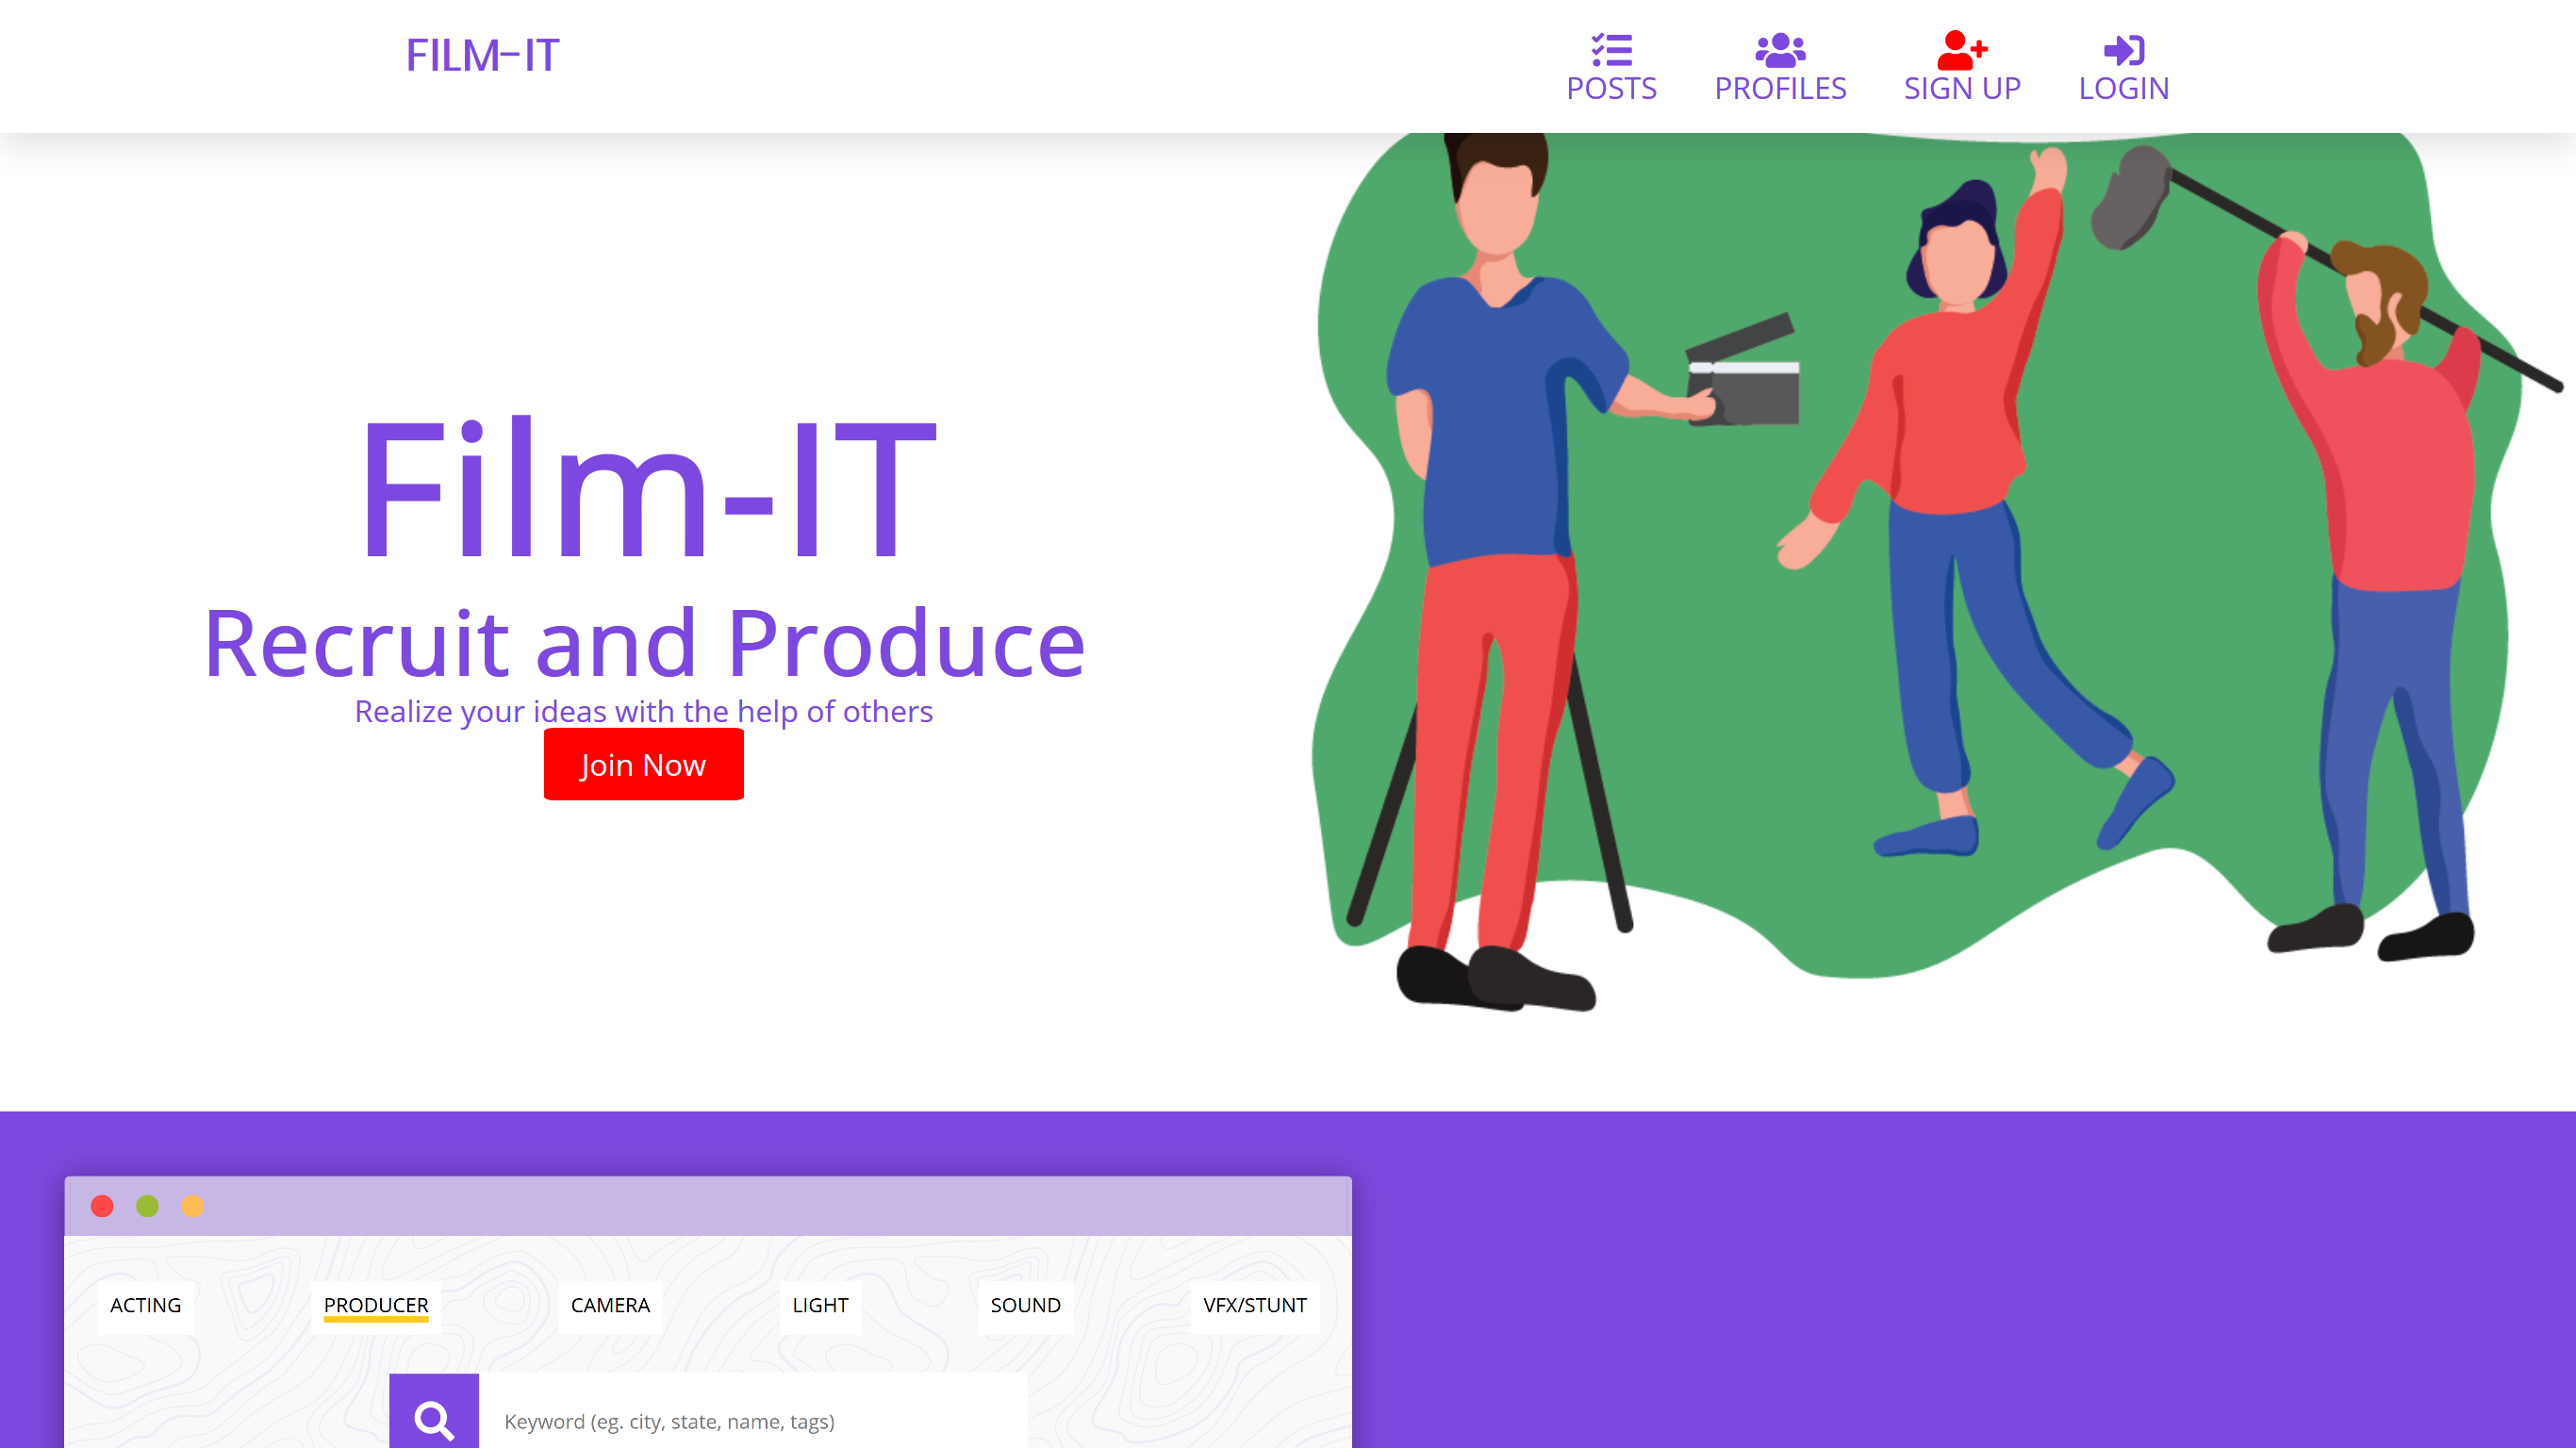 FILM-IT
POSTS PROFILES SIGN UP LOGIN
Film-IT
Recruit and Produce
Realize your ideas with the help of others
Join Now
ACTING PRODUCER CAMERA LIGHT SOUND VFX/STUNT
Keyword (eg. city, state, name, tags)